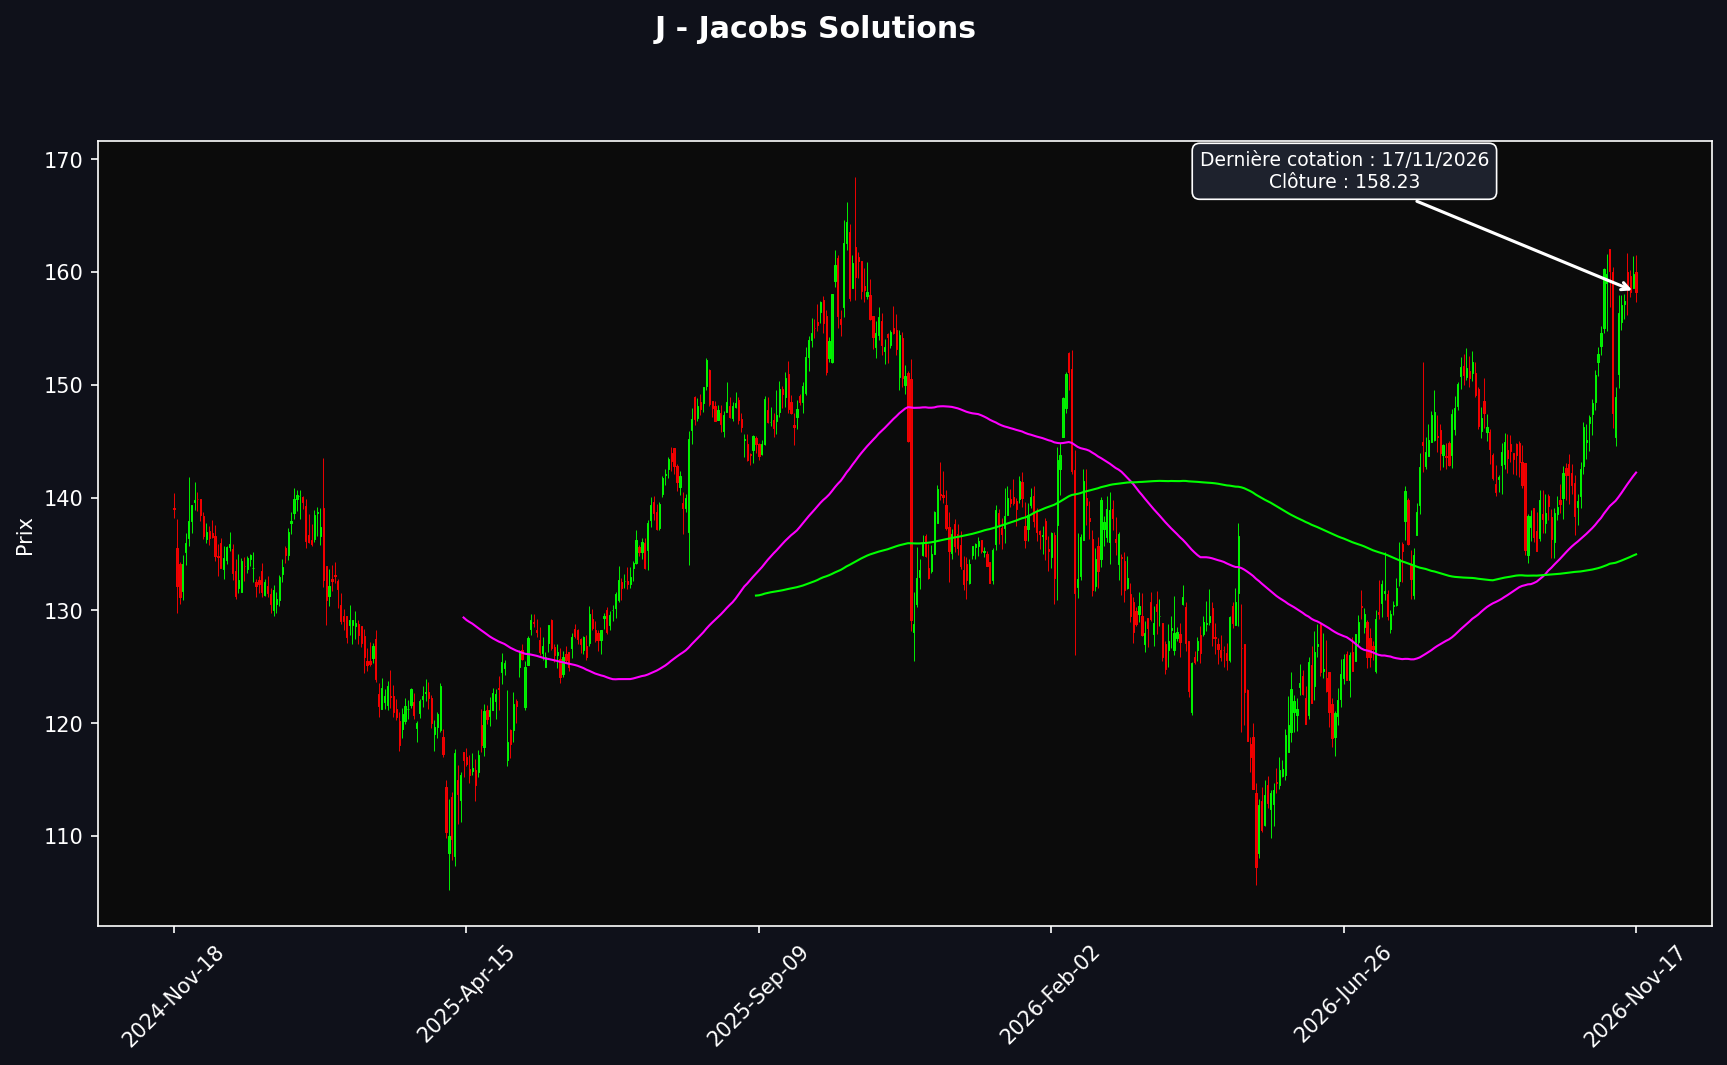 J - Jacobs Solutions
Dernière cotation : 17/11/2026
Clôture : 158.23
Prix
170
160
150
140
130
120
110
2024-Nov-18
2025-Apr-15
2025-Sep-09
2026-Feb-02
2026-Jun-26
2026-Nov-17